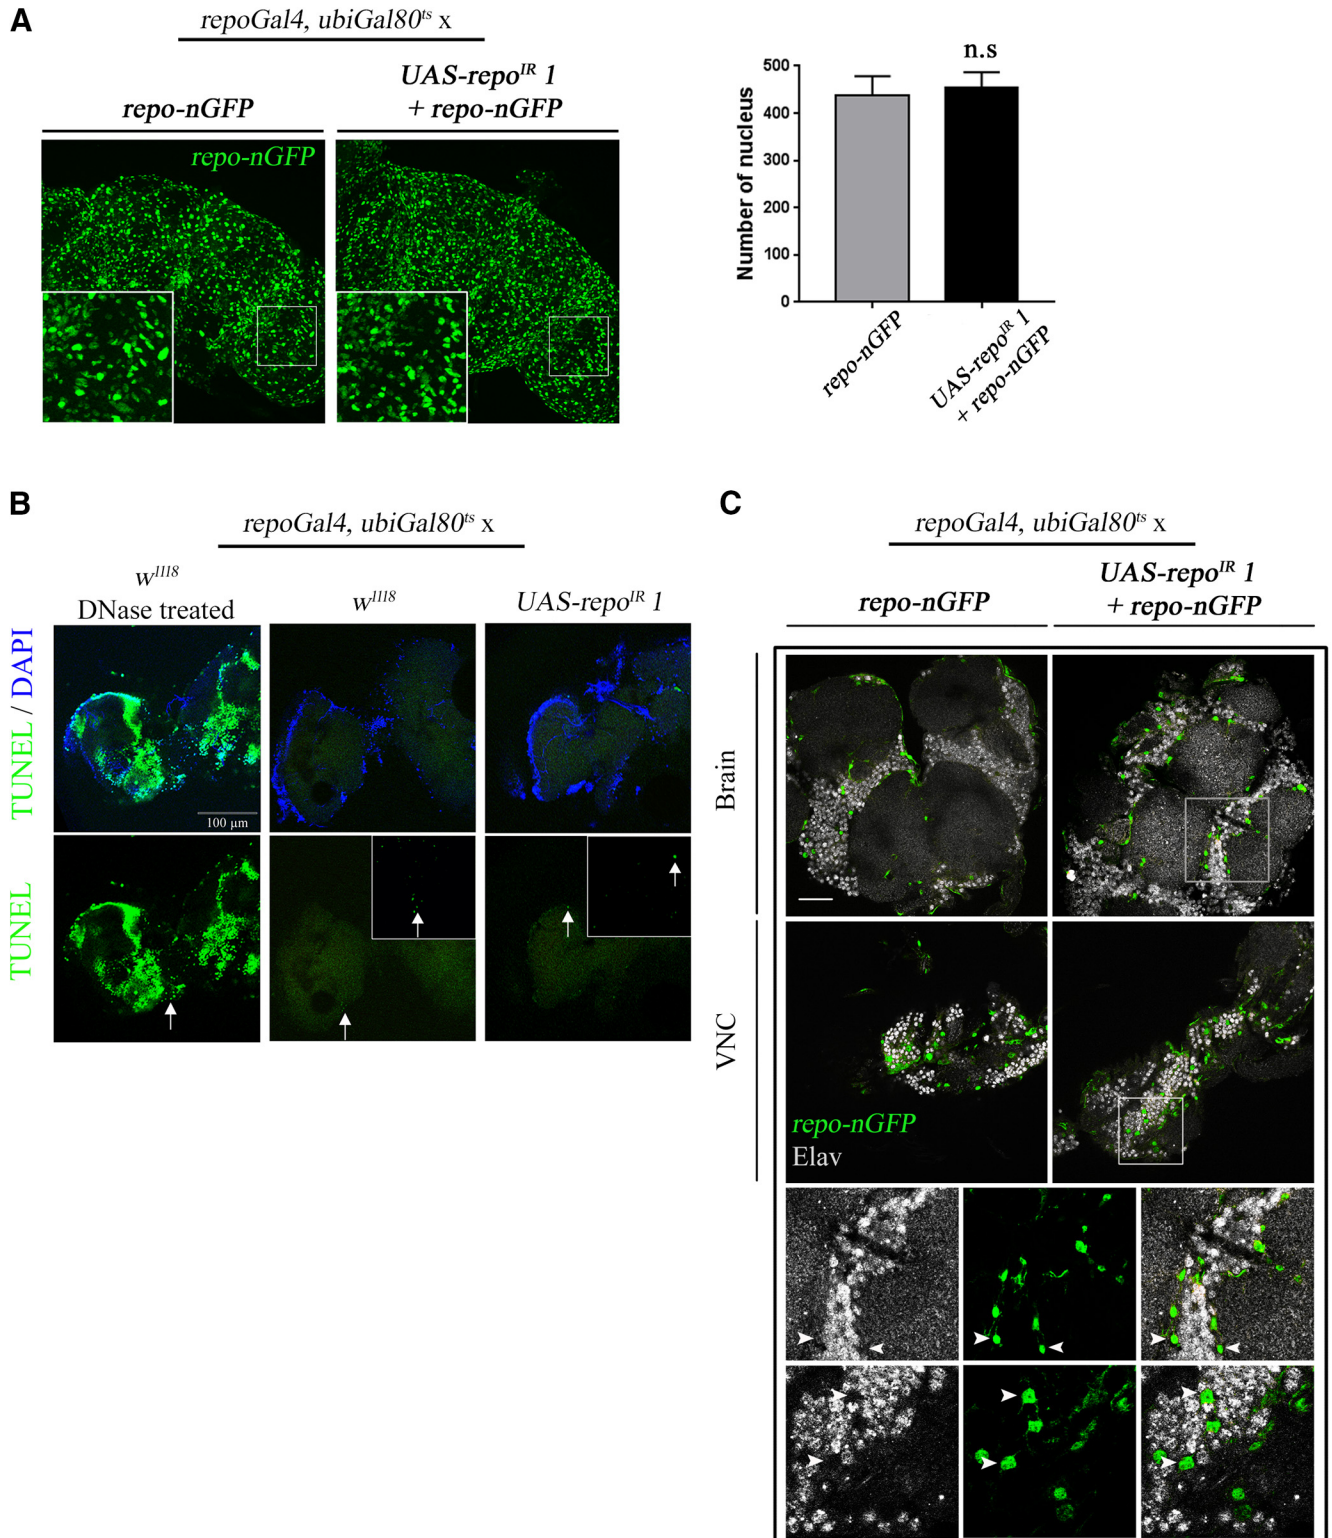 A
repoGal4, ubiGal80ts x
repo-nGFP
UAS-repoIR 1
+ repo-nGFP
repo-nGFP
n.s
Number of nucleus
500
400
300
200
100
0
repo-nGFP
UAS-repoIR 1
+ repo-nGFP
B
repoGal4, ubiGal80ts x
w1118
DNase treated
w1118
UAS-repoIR 1
TUNEL / DAPI
100 µm
TUNEL
C
repoGal4, ubiGal80ts x
repo-nGFP
UAS-repoIR 1
+ repo-nGFP
Brain
VNC
repo-nGFP
Elav